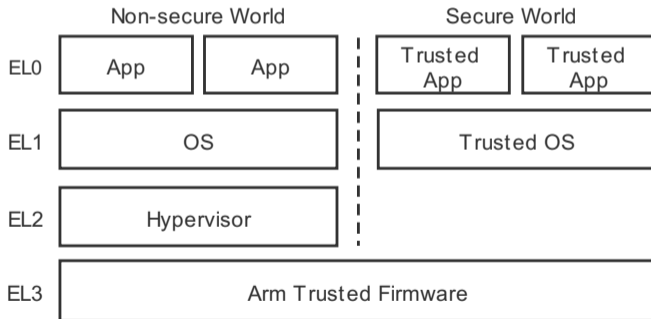 Non-secure World
Secure World
EL0
App
App
Trusted
App
Trusted
App
EL1
OS
Trusted OS
EL2
Hypervisor
EL3
Arm Trusted Firmware